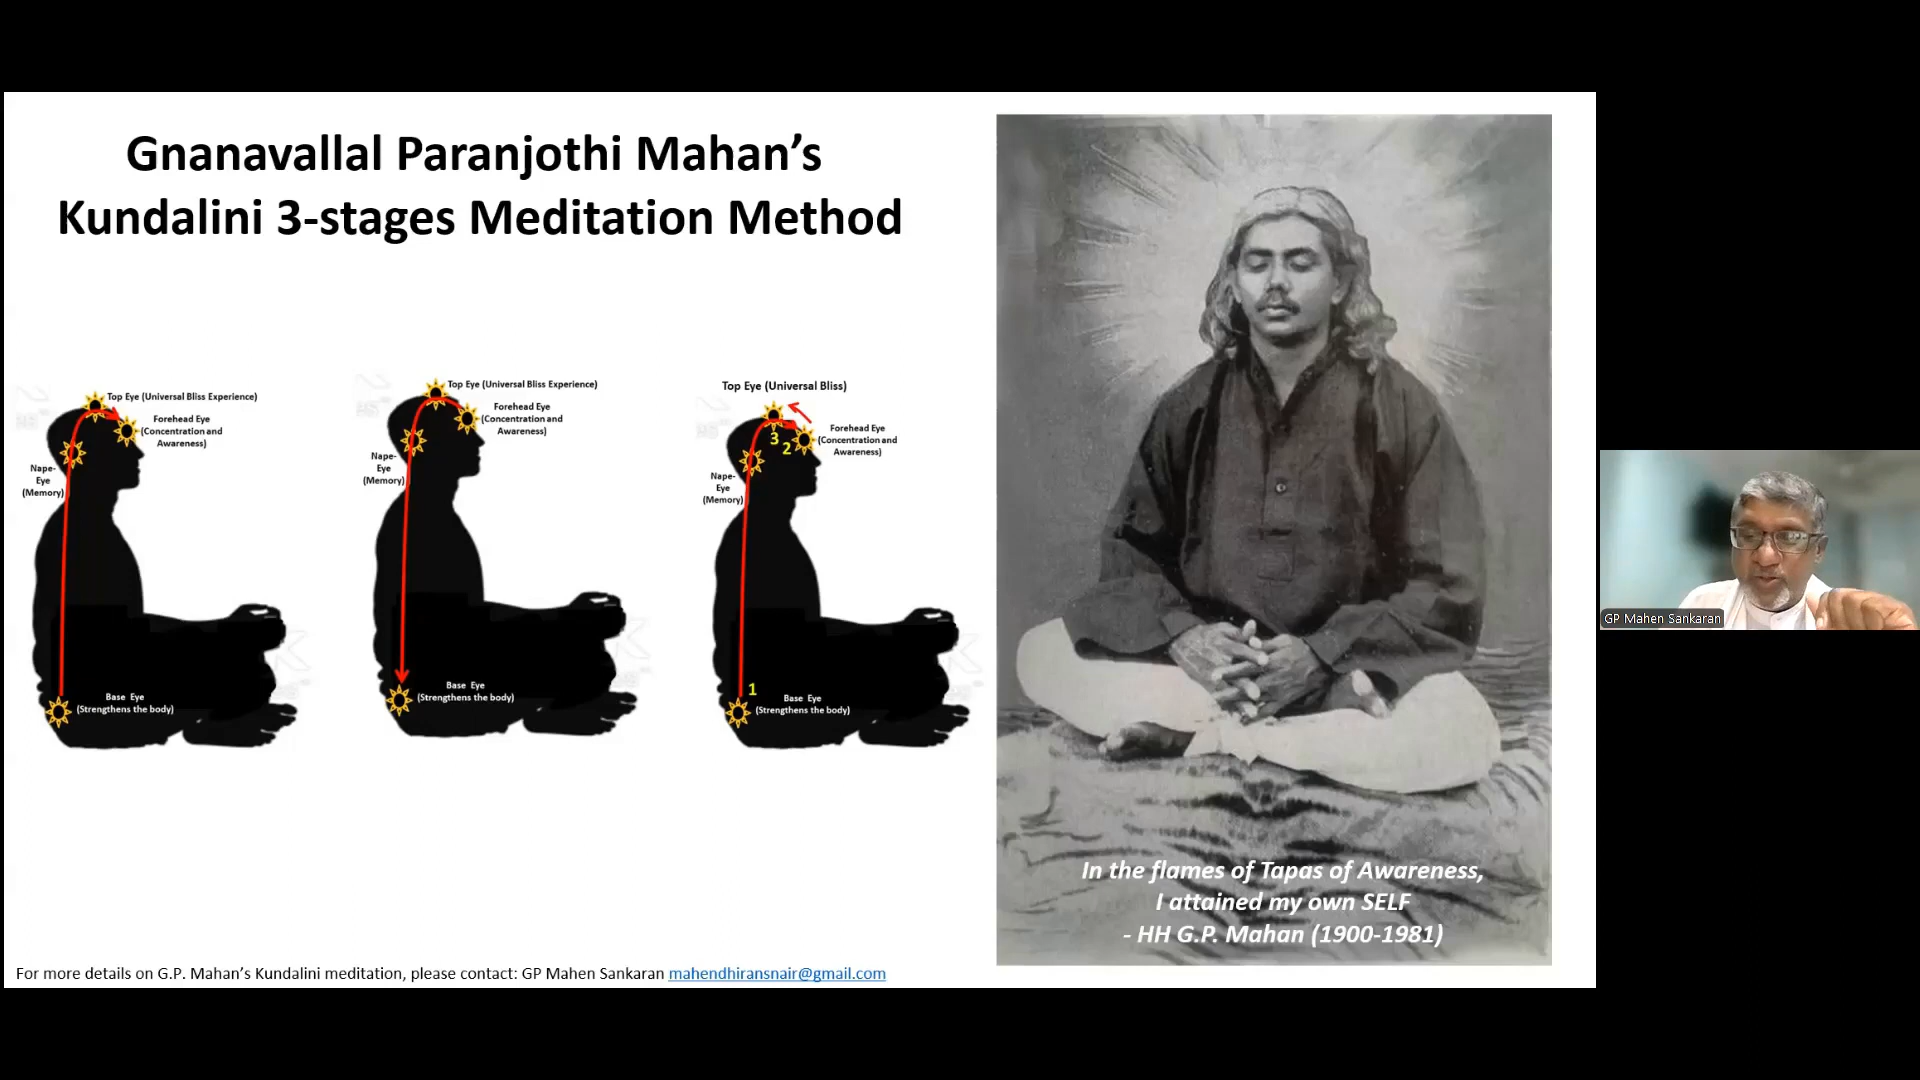 Gnanavallal Paranjothi Mahan's
Kundalini 3-stages Meditation Method
Top Eye (Universal Bliss Experience)
Forehead Eye
(Concentration and
Awareness)
Nape-
Eye
(Memory)
Base Eye
(Strengthens the body)
Top Eye (Universal Bliss Experience)
Forehead Eye
(Concentration and
Awareness)
Nape-
Eye
(Memory)
Base Eye
(Strengthens the body)
Top Eye (Universal Bliss)
Forehead Eye
(Concentration and
Awareness)
3
2
Nape-
Eye
(Memory)
1
Base Eye
(Strengthens the body)
In the flames of Tapas of Awareness,
I attained my own SELF
- HH G.P. Mahan (1900-1981)
For more details on G.P. Mahan's Kundalini meditation, please contact: GP Mahen Sankaran mahendhiransnair@gmail.com
GP Mahen Sankaran